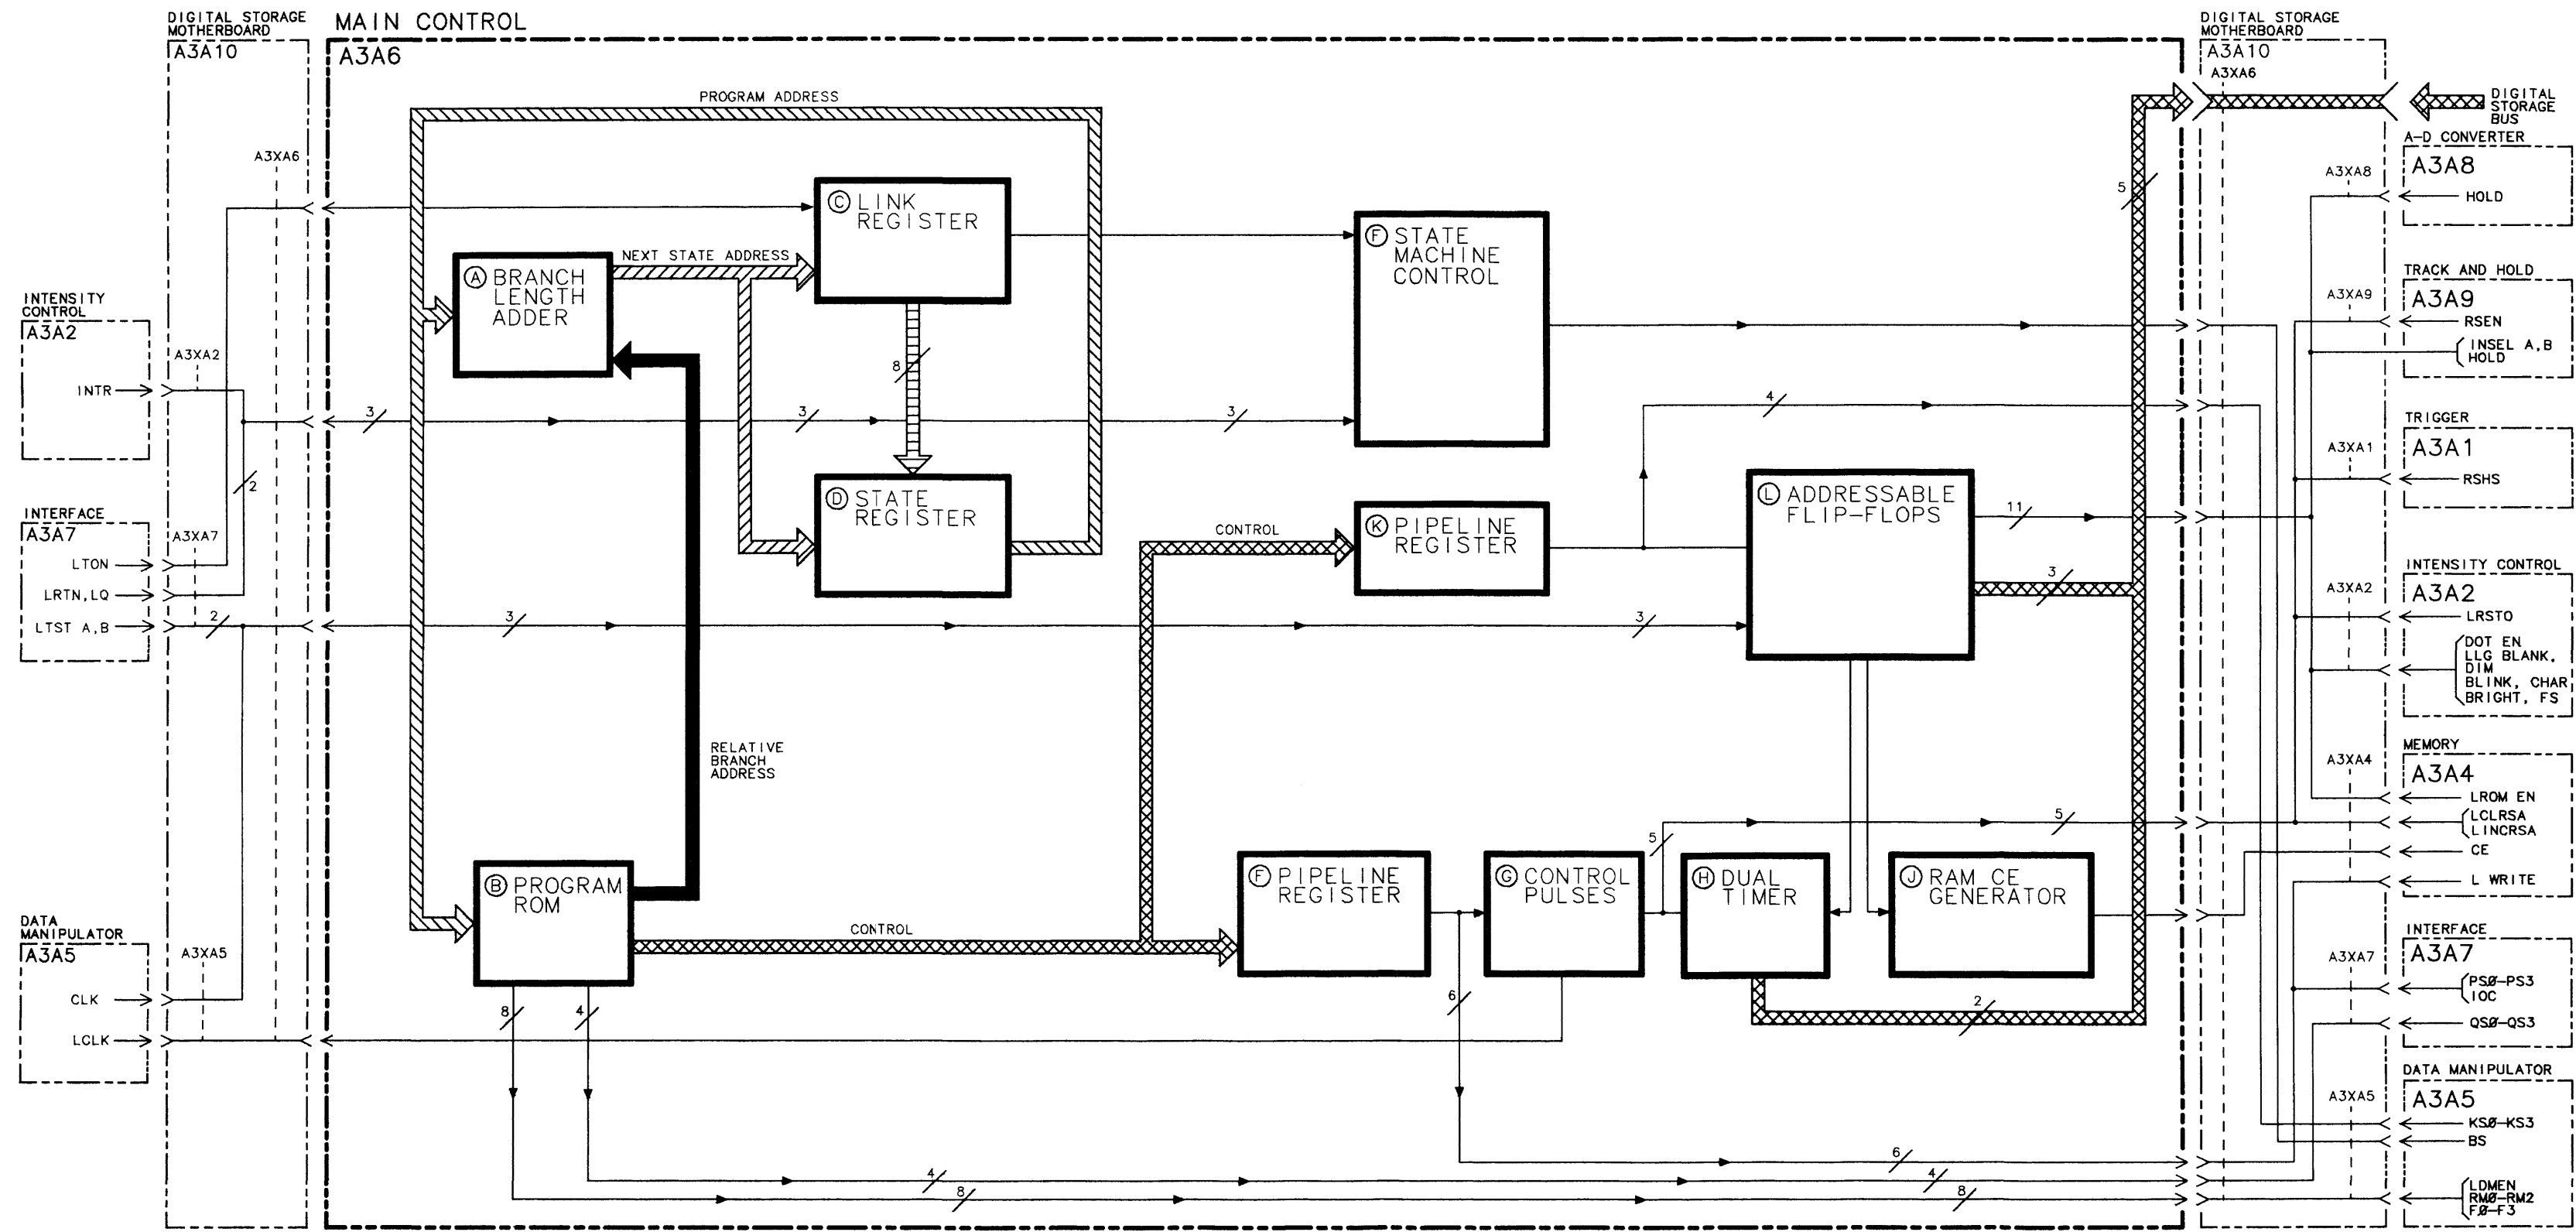 DIGITAL STORAGE
MOTHERBOARD
A3A10
MAIN CONTROL
A3A6
DIGITAL STORAGE
MOTHERBOARD
A3A10
A3XA6
DIGITAL
STORAGE
BUS
PROGRAM ADDRESS
A3XA6
5
A-D CONVERTER
A3A8
A3XA8
HOLD
C LINK
REGISTER
F STATE
MACHINE
CONTROL
NEXT STATE ADDRESS
A BRANCH
LENGTH
ADDER
TRACK AND HOLD
A3A9
A3XA9
RSEN
INSEL A,B
HOLD
INTENSITY
CONTROL
A3A2
A3XA2
INTR
8
3
3
3
4
TRIGGER
A3A1
A3XA1
RSHS
2
D STATE
REGISTER
L ADDRESSABLE
FLIP-FLOPS
11
K PIPELINE
REGISTER
CONTROL
INTERFACE
A3A7
A3XA7
LTON
LRTN,LQ
LTST A,B
2
3
3
3
INTENSITY CONTROL
A3A2
A3XA2
LRSTO
DOT EN
LLG BLANK,
DIM
BLINK, CHAR
BRIGHT, FS
RELATIVE
BRANCH
ADDRESS
MEMORY
A3A4
A3XA4
LROM EN
LCLRSA
LINCRSA
CE
L WRITE
5
5
B PROGRAM
ROM
F PIPELINE
REGISTER
G CONTROL
PULSES
H DUAL
TIMER
J RAM CE
GENERATOR
CONTROL
DATA
MANIPULATOR
A3A5
A3XA5
CLK
LCLK
8
4
6
2
INTERFACE
A3A7
A3XA7
PSØ-PS3
IOC
QSØ-QS3
DATA MANIPULATOR
A3A5
A3XA5
KSØ-KS3
BS
6
4
4
8
8
LDMEN
RMØ-RM2
FØ-F3